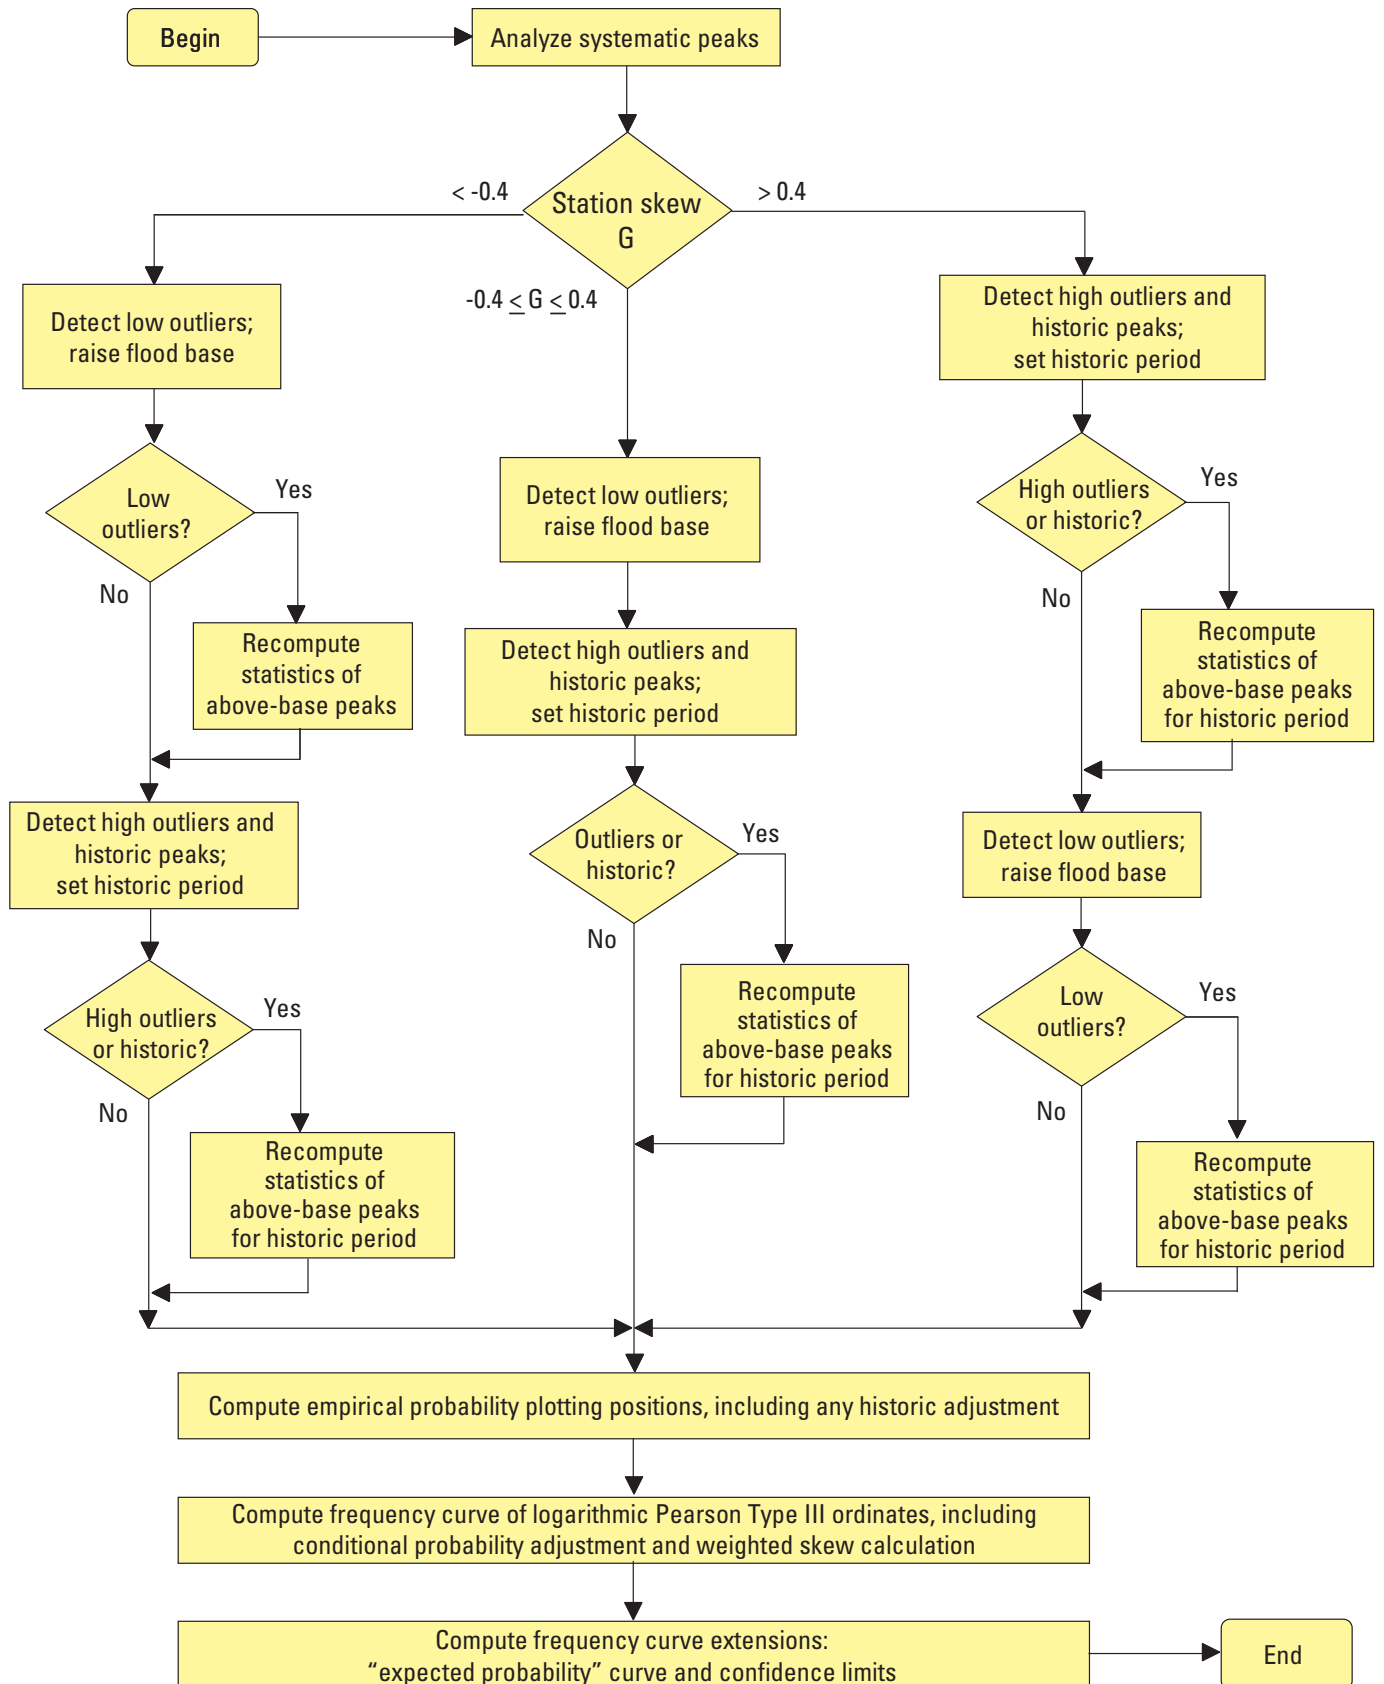 Begin
Analyze systematic peaks
Station skew
G
< -0.4
> 0.4
-0.4 ≤ G ≤ 0.4
Detect low outliers;
raise flood base
Low
outliers?
Yes
No
Recompute
statistics of
above-base peaks
Detect high outliers and
historic peaks;
set historic period
High outliers
or historic?
Yes
No
Recompute
statistics of
above-base peaks
for historic period
Detect low outliers;
raise flood base
Detect high outliers and
historic peaks;
set historic period
Outliers or
historic?
Yes
No
Recompute
statistics of
above-base peaks
for historic period
Detect high outliers and
historic peaks;
set historic period
High outliers
or historic?
Yes
No
Recompute
statistics of
above-base peaks
for historic period
Detect low outliers;
raise flood base
Low
outliers?
Yes
No
Recompute
statistics of
above-base peaks
for historic period
Compute empirical probability plotting positions, including any historic adjustment
Compute frequency curve of logarithmic Pearson Type III ordinates, including
conditional probability adjustment and weighted skew calculation
Compute frequency curve extensions:
“expected probability” curve and confidence limits
End